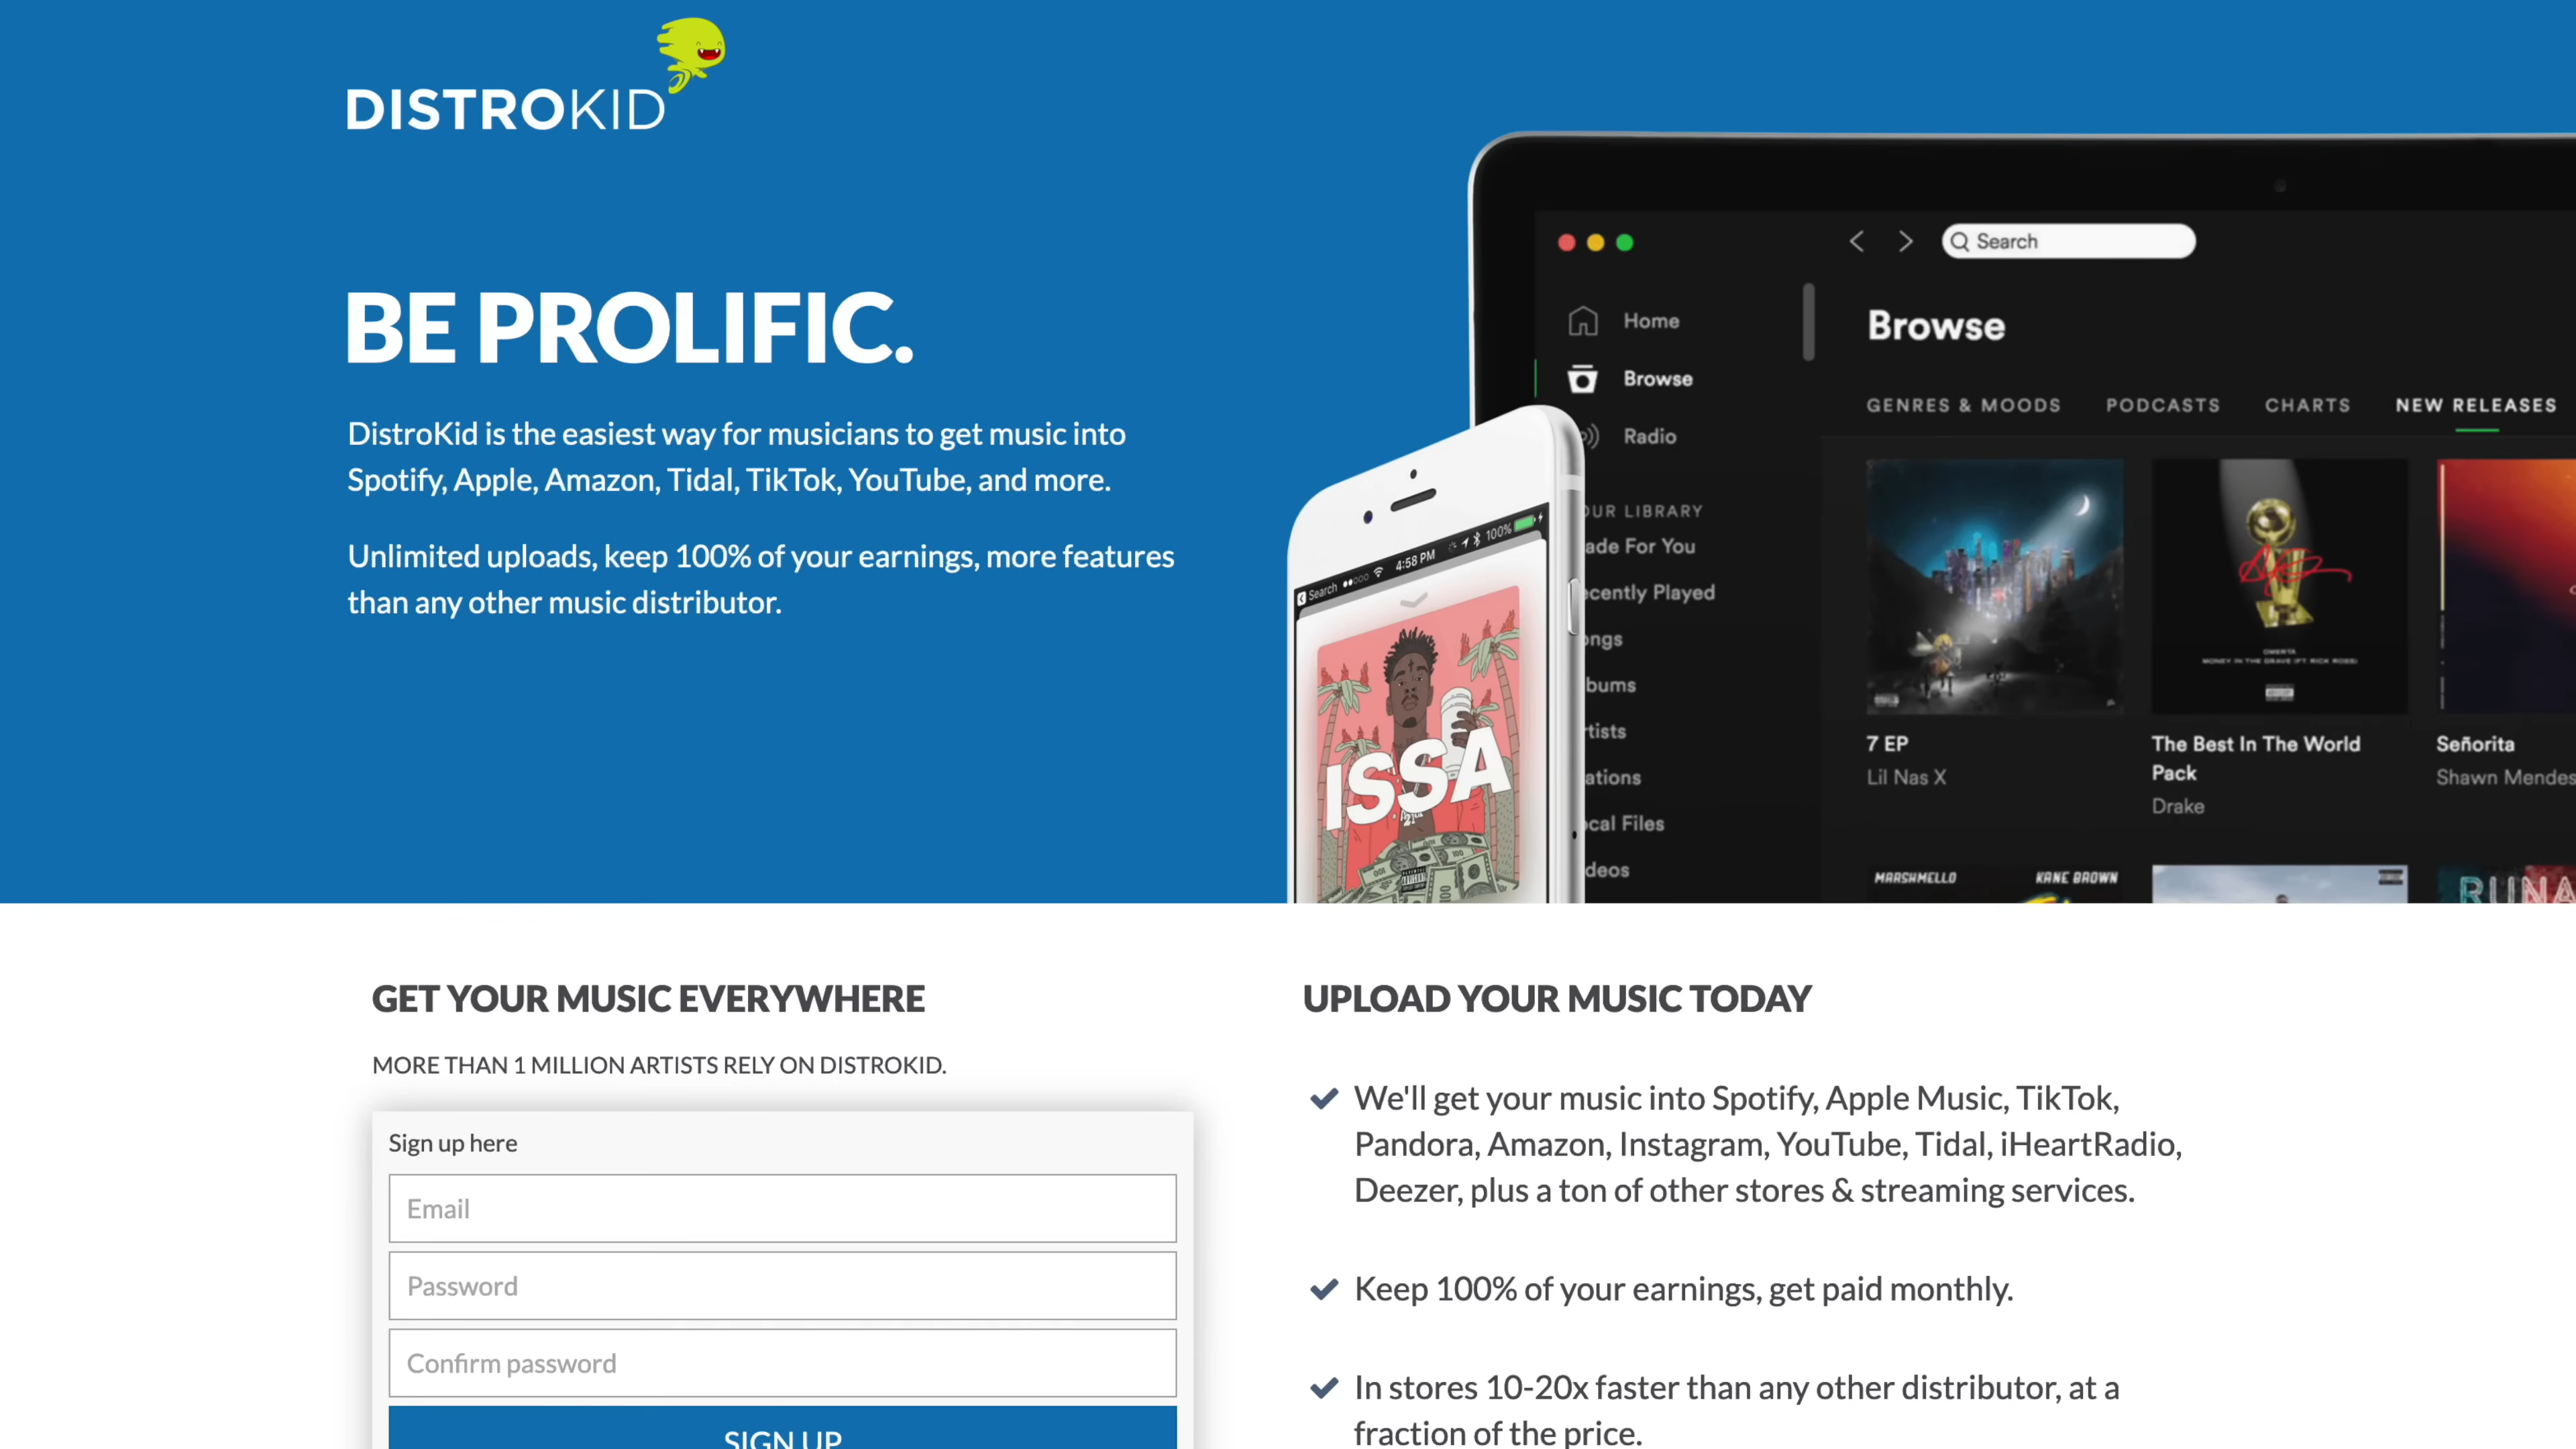 DISTROKID
BE PROLIFIC.
DistroKid is the easiest way for musicians to get music into
Spotify, Apple, Amazon, Tidal, TikTok, YouTube, and more.
Unlimited uploads, keep 100% of your earnings, more features
than any other music distributor.
Search
Home
Browse
Radio
OUR LIBRARY
ade For You
ecently Played
ongs
bums
rtists
ations
ocal Files
deos
Browse
GENRES & MOODS
PODCASTS
CHARTS
NEW RELEASES
7 EP
Lil Nas X
The Best In The World
Pack
Drake
Señorita
Shawn Mendes
MARSHMELLO
KANE BROWN
RUNA
Search
4:58 PM
100%
ISSA
GET YOUR MUSIC EVERYWHERE
MORE THAN 1 MILLION ARTISTS RELY ON DISTROKID.
Sign up here
Email
Password
Confirm password
SIGN UP
UPLOAD YOUR MUSIC TODAY
We'll get your music into Spotify, Apple Music, TikTok,
Pandora, Amazon, Instagram, YouTube, Tidal, iHeartRadio,
Deezer, plus a ton of other stores & streaming services.
Keep 100% of your earnings, get paid monthly.
In stores 10-20x faster than any other distributor, at a
fraction of the price.